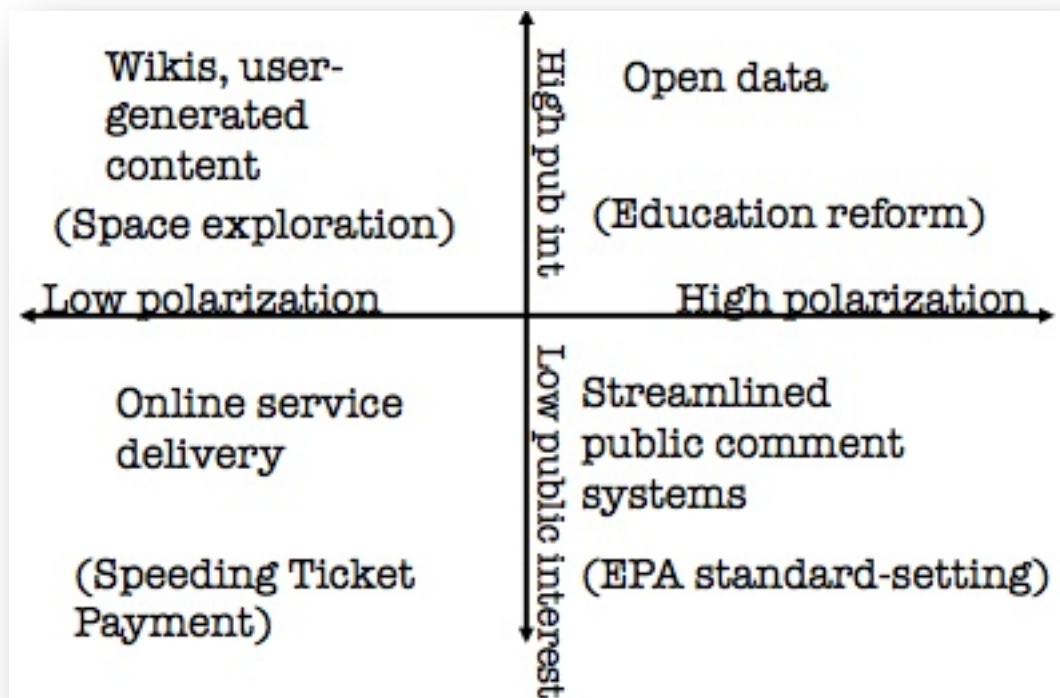 Wikis, user-
generated
content
(Space exploration)
High pub int
Open data
(Education reform)
Low polarization
High polarization
Online service
delivery
(Speeding Ticket
Payment)
Low public interest
Streamlined
public comment
systems
(EPA standard-setting)